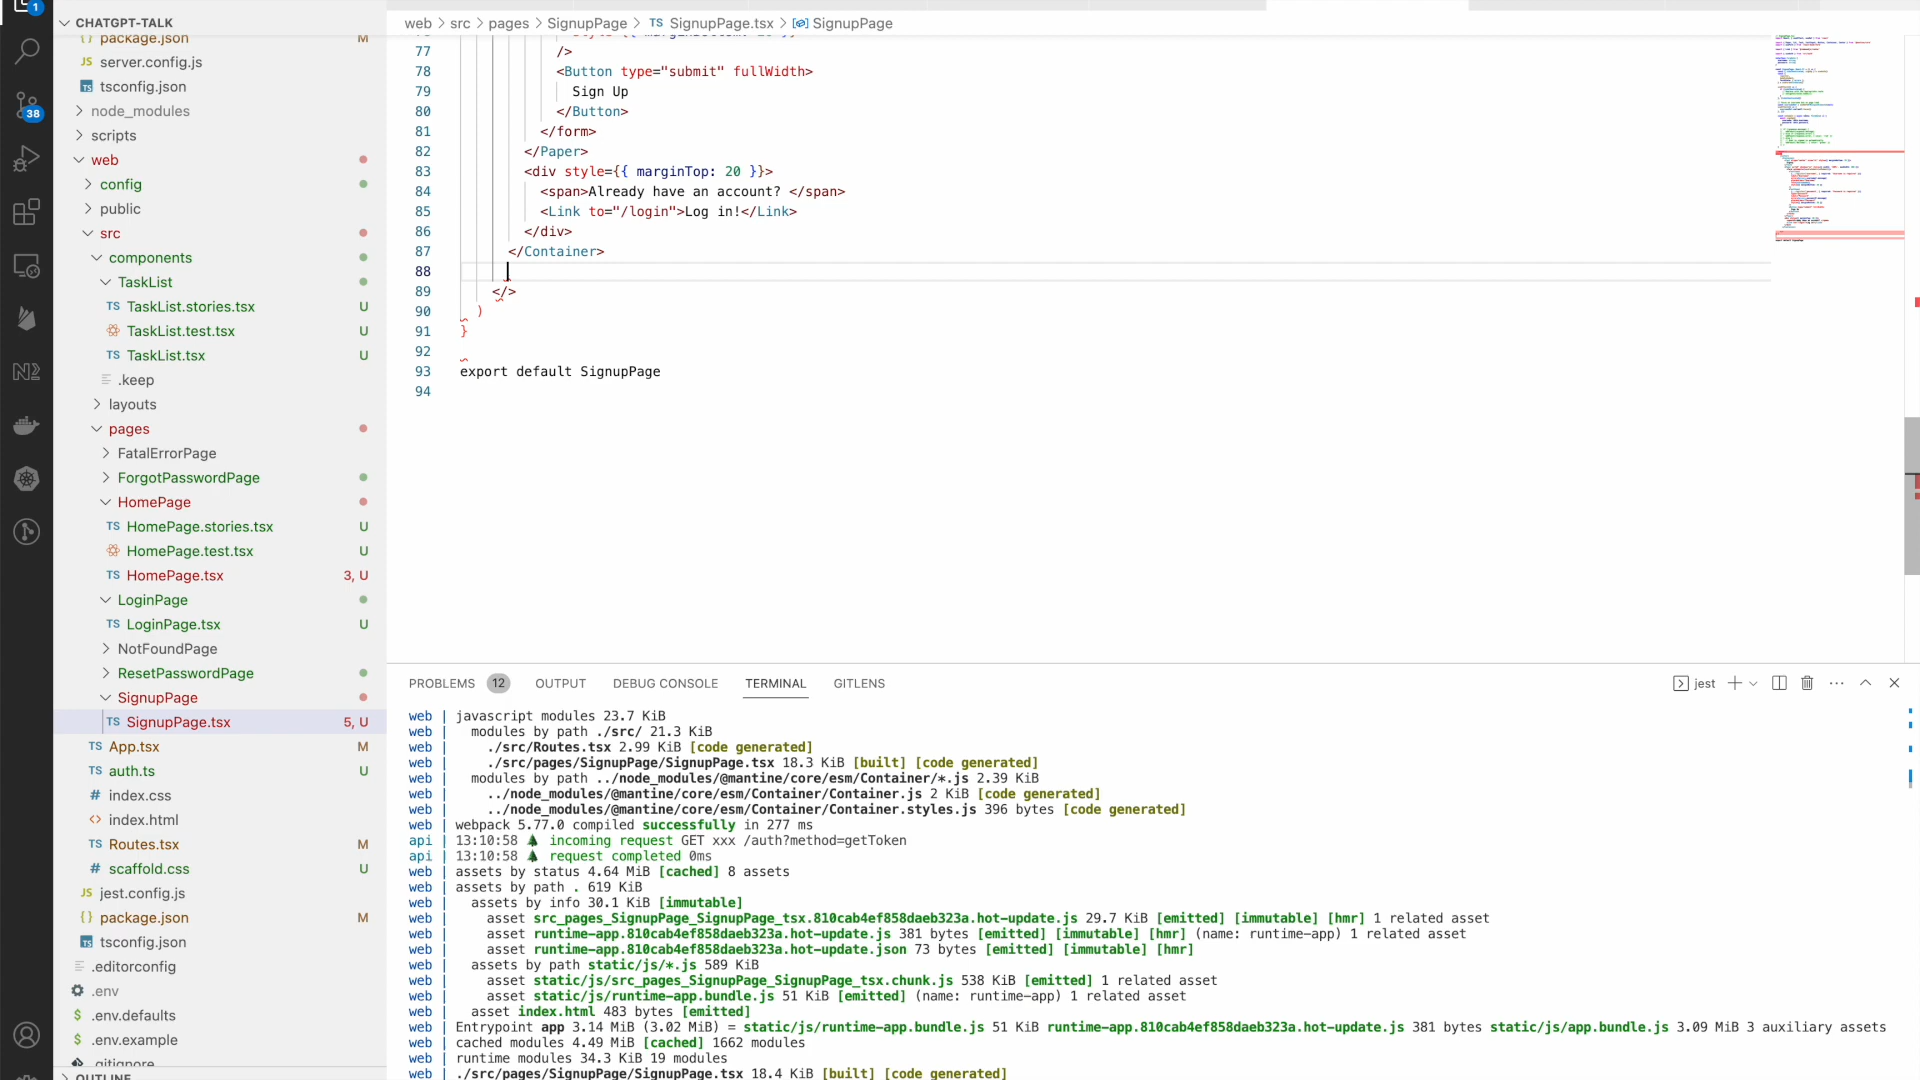 1
CHATGPT-TALK
web > src > pages > SignupPage > TS SignupPage.tsx > SignupPage
{} package.json M
JS server.config.js
tsconfig.json
node_modules
scripts
web
config
public
src
components
TaskList
TS TaskList.stories.tsx U
TaskList.test.tsx U
TS TaskList.tsx U
.keep
layouts
pages
FatalErrorPage
ForgotPasswordPage
HomePage
TS HomePage.stories.tsx U
HomePage.test.tsx U
TS HomePage.tsx 3, U
LoginPage
TS LoginPage.tsx U
NotFoundPage
ResetPasswordPage
SignupPage
TS SignupPage.tsx 5, U
TS App.tsx M
TS auth.ts U
# index.css
<> index.html
TS Routes.tsx M
# scaffold.css U
JS jest.config.js
{} package.json M
tsconfig.json
.editorconfig
.env
$ .env.defaults
$ .env.example
.gitignore
OUTLINE
38
77 />
78 <Button type="submit" fullWidth>
79 Sign Up
80 </Button>
81 </form>
82 </Paper>
83 <div style={{ marginTop: 20 }}>
84 <span>Already have an account? </span>
85 <Link to="/login">Log in!</Link>
86 </div>
87 </Container>
88
89 </>
90 )
91 }
92
93 export default SignupPage
94
PROBLEMS 12 OUTPUT DEBUG CONSOLE TERMINAL GITLENS
jest
web | javascript modules 23.7 KiB
web | modules by path ./src/ 21.3 KiB
web | ./src/Routes.tsx 2.99 KiB [code generated]
web | ./src/pages/SignupPage/SignupPage.tsx 18.3 KiB [built] [code generated]
web | modules by path ../node_modules/@mantine/core/esm/Container/*.js 2.39 KiB
web | ../node_modules/@mantine/core/esm/Container/Container.js 2 KiB [code generated]
web | ../node_modules/@mantine/core/esm/Container/Container.styles.js 396 bytes [code generated]
web | webpack 5.77.0 compiled successfully in 277 ms
api | 13:10:58 🌲 incoming request GET xxx /auth?method=getToken
api | 13:10:58 🌲 request completed 0ms
web | assets by status 4.64 MiB [cached] 8 assets
web | assets by path . 619 KiB
web | assets by info 30.1 KiB [immutable]
web | asset src_pages_SignupPage_SignupPage_tsx.810cab4ef858daeb323a.hot-update.js 29.7 KiB [emitted] [immutable] [hmr] 1 related asset
web | asset runtime-app.810cab4ef858daeb323a.hot-update.js 381 bytes [emitted] [immutable] [hmr] (name: runtime-app) 1 related asset
web | asset runtime-app.810cab4ef858daeb323a.hot-update.json 73 bytes [emitted] [immutable] [hmr]
web | assets by path static/js/*.js 589 KiB
web | asset static/js/src_pages_SignupPage_SignupPage_tsx.chunk.js 538 KiB [emitted] 1 related asset
web | asset static/js/runtime-app.bundle.js 51 KiB [emitted] (name: runtime-app) 1 related asset
web | asset index.html 483 bytes [emitted]
web | Entrypoint app 3.14 MiB (3.02 MiB) = static/js/runtime-app.bundle.js 51 KiB runtime-app.810cab4ef858daeb323a.hot-update.js 381 bytes static/js/app.bundle.js 3.09 MiB 3 auxiliary assets
web | cached modules 4.49 MiB [cached] 1662 modules
web | runtime modules 34.3 KiB 19 modules
web | ./src/pages/SignupPage/SignupPage.tsx 18.4 KiB [built] [code generated]